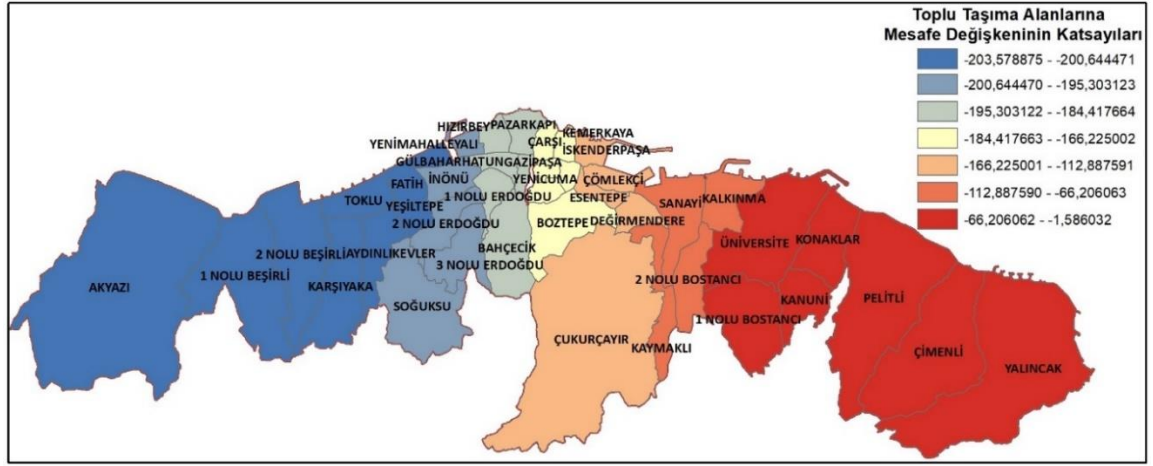 Toplu Taşıma Alanlarına
Mesafe Değişkeninin Katsayıları
-203,578875 - -200,644471
-200,644470 - -195,303123
-195,303122 - -184,417664
-184,417663 - -166,225002
-166,225001 - -112,887591
-112,887590 - -66,206063
-66,206062 - -1,586032
HIZIRBEY PAZARKAPI
KEMERKAYA
YENİMAHALLE YALI ÇARŞI İSKENDERPAŞA
GÜLBAHARHATUN GAZİPAŞA
FATİH İNÖNÜ YENİCUMA ÇÖMLEKÇİ
TOKLU 1 NOLU ERDOĞDU ESENTEPE SANAYİ KALKINMA
YEŞİLTEPE
2 NOLU ERDOĞDU BOZTEPE DEĞİRMENDERE
2 NOLU BEŞİRLİ AYDINLIKEVLER BAHÇECİK ÜNİVERSİTE KONAKLAR
3 NOLU ERDOĞDU
1 NOLU BEŞİRLİ 2 NOLU BOSTANCI
AKYAZI KARŞIYAKA KANUNİ PELİTLİ
SOĞUKSU
1 NOLU BOSTANCI
ÇUKURÇAYIR KAYMAKLI
ÇİMENLİ
YALINCAK